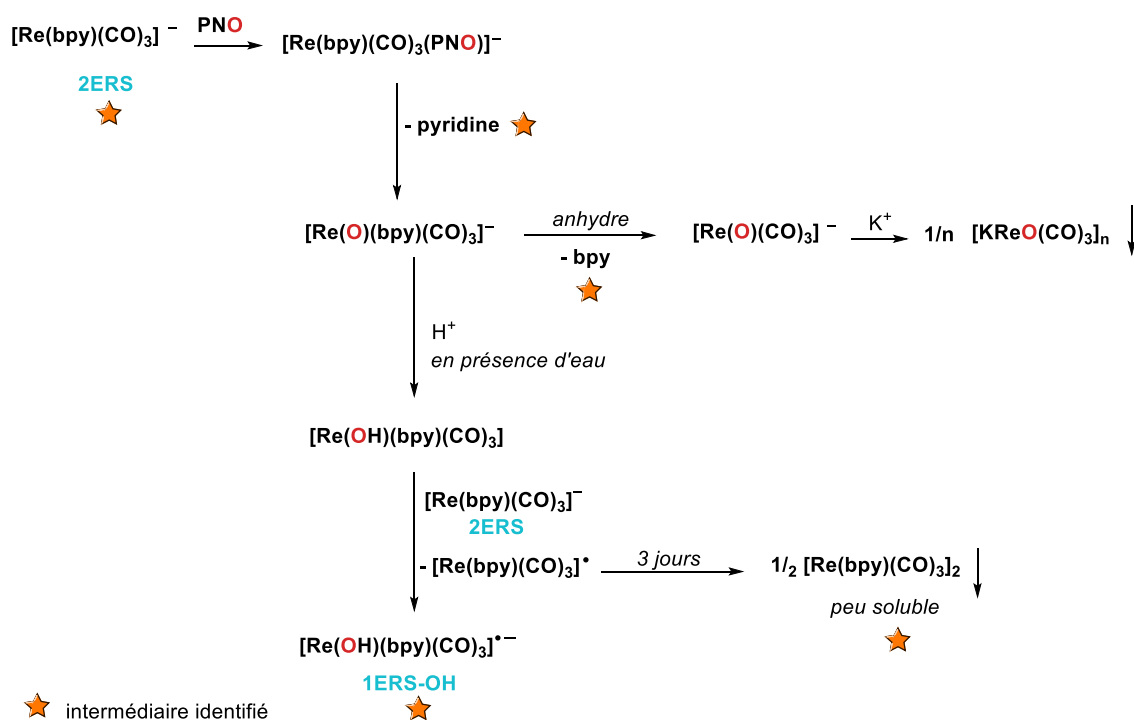 [Re(bpy)(CO)₃]⁻ PNO [Re(bpy)(CO)₃(PNO)]⁻
2ERS
- pyridine
[Re(O)(bpy)(CO)₃]⁻ anhydre [Re(O)(CO)₃]⁻ K⁺ 1/n [KReO(CO)₃]ₙ
- bpy
H⁺
en présence d'eau
[Re(OH)(bpy)(CO)₃]
[Re(bpy)(CO)₃]⁻
2ERS
- [Re(bpy)(CO)₃]• 3 jours 1/₂ [Re(bpy)(CO)₃]₂
peu soluble
[Re(OH)(bpy)(CO)₃]•⁻
1ERS-OH
intermédiaire identifié